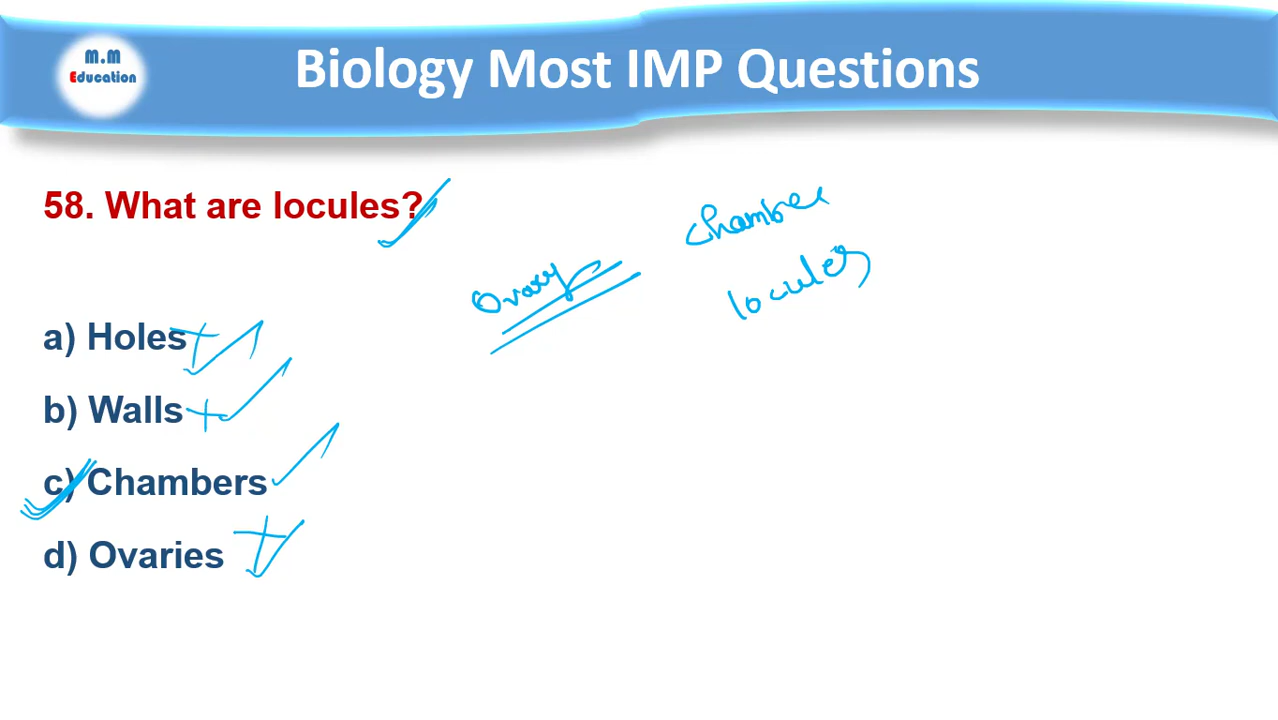 M.M
Education
Biology Most IMP Questions
58. What are locules?
Chamber
Ovary
locules
a) Holes
b) Walls
c) Chambers
d) Ovaries